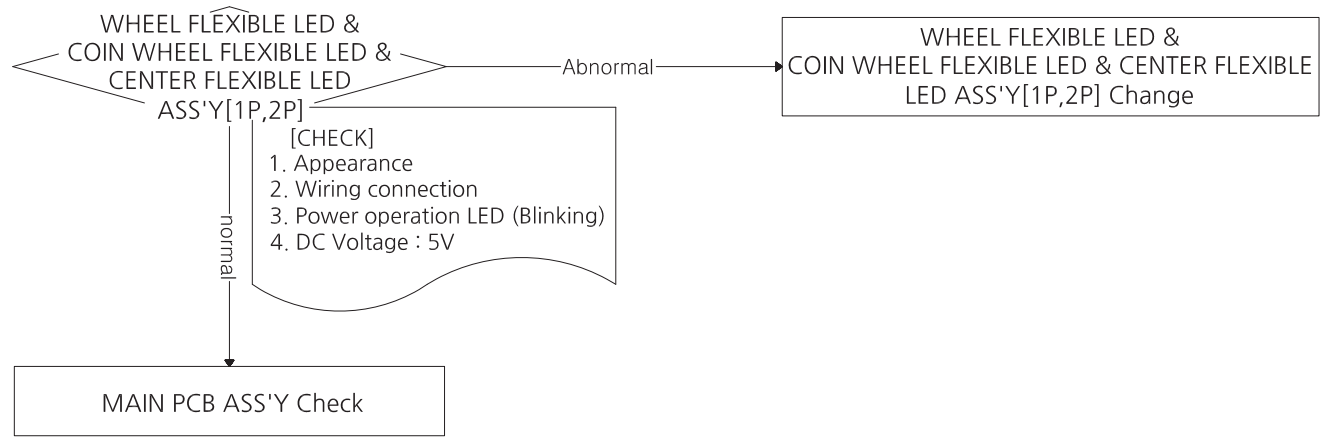 WHEEL FLEXIBLE LED &
COIN WHEEL FLEXIBLE LED &
CENTER FLEXIBLE LED
ASS'Y[1P,2P]
Abnormal
WHEEL FLEXIBLE LED &
COIN WHEEL FLEXIBLE LED & CENTER FLEXIBLE
LED ASS'Y[1P,2P] Change
[CHECK]
1. Appearance
2. Wiring connection
3. Power operation LED (Blinking)
4. DC Voltage : 5V
normal
MAIN PCB ASS'Y Check